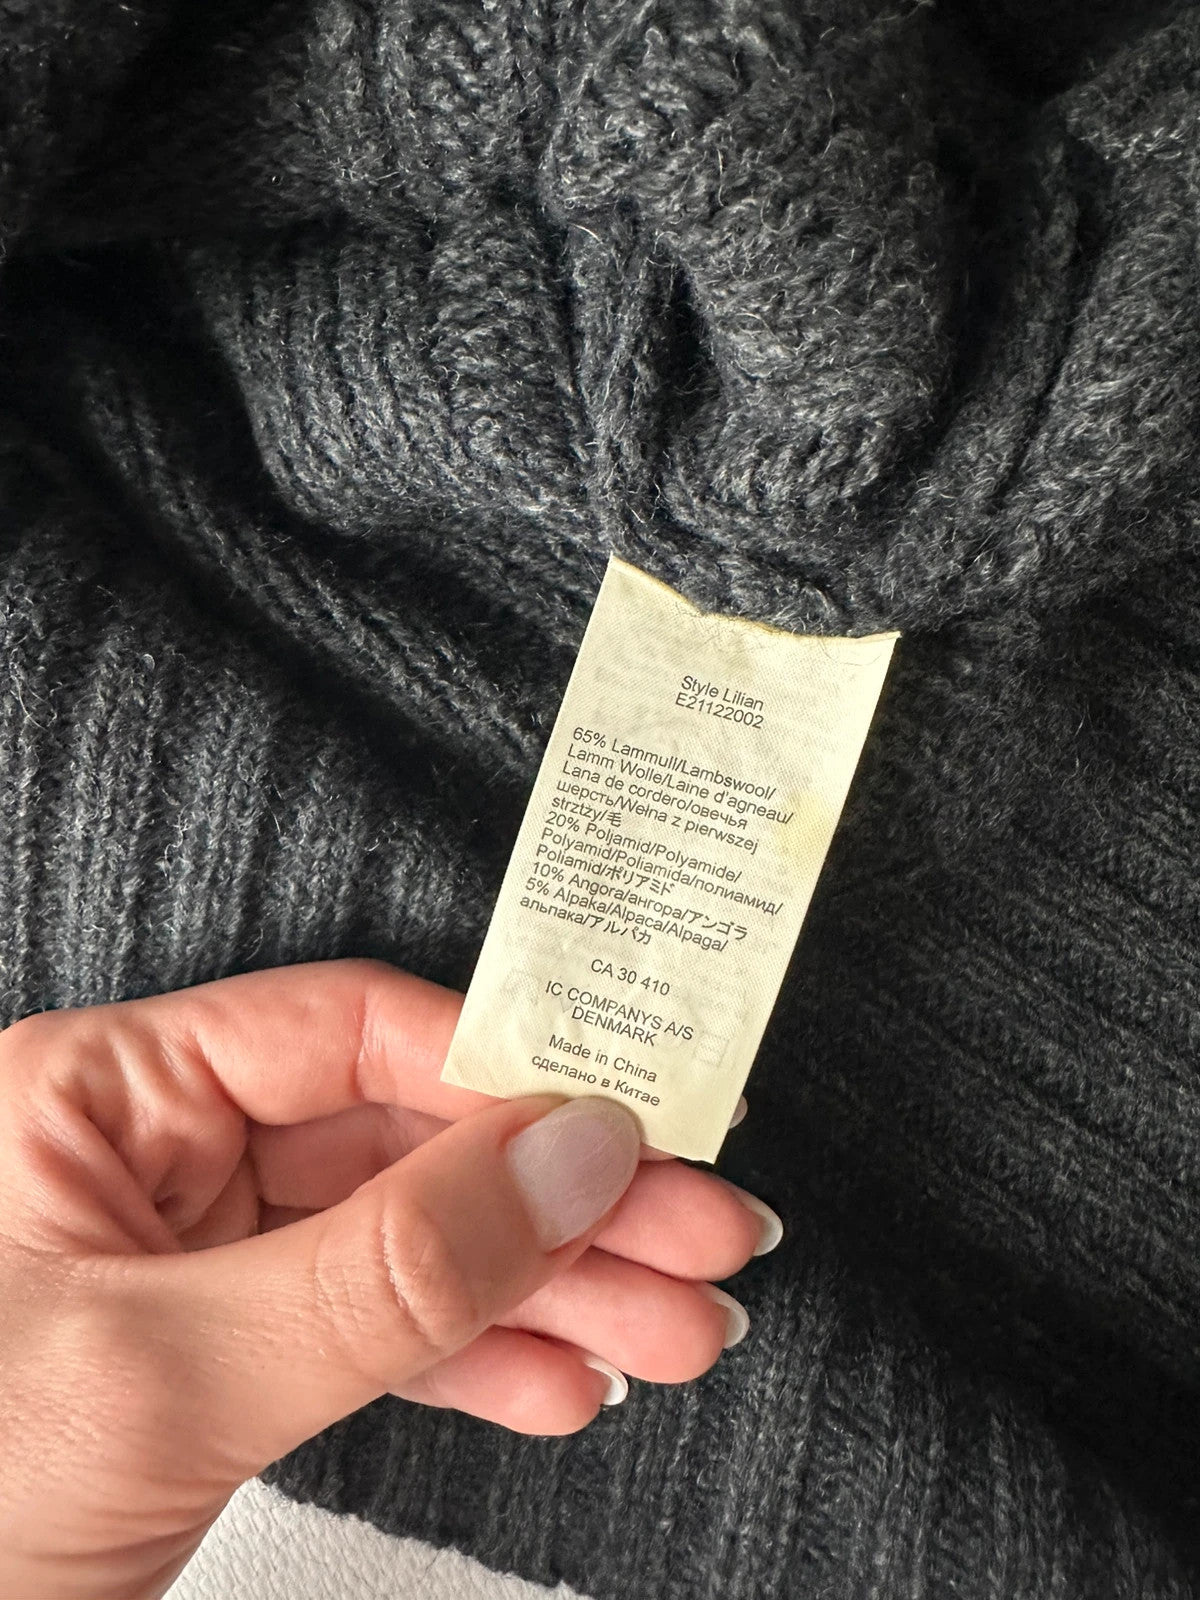 Style Lilian
E21122002
65% Lammull/Lambswool/
Lamm Wolle/Laine d'agneau/
Lana de cordero/овечья
шерсть/Wełna z pierwszej
strztzy/毛
20% Poljamid/Polyamide/
Polyamid/Poliamida/полиамид/
Poliamid/ポリアミド
10% Angora/ангора/アンゴラ
5% Alpaka/Alpaca/Alpaga/
альпака/アルパカ
CA 30 410
IC COMPANYS A/S
DENMARK
Made in China
сделано в Китае